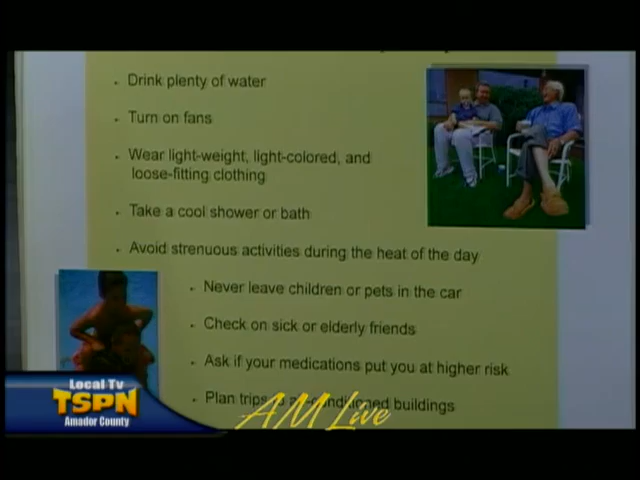 Drink plenty of water
Turn on fans
Wear light-weight, light-colored, and
loose-fitting clothing
Take a cool shower or bath
Avoid strenuous activities during the heat of the day
Never leave children or pets in the car
Check on sick or elderly friends
Ask if your medications put you at higher risk
Plan trips buildings
AM Live
Local Tv
TSPN
Amador County